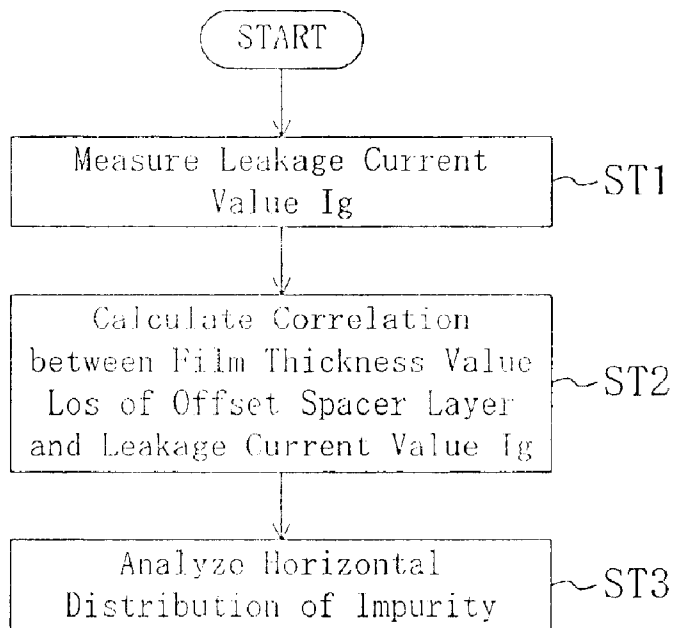 START
Measure Leakage Current
Value Ig
ST1
Calculate Correlation
between Film Thickness Value
Los of Offset Spacer Layer
and Leakage Current Value Ig
ST2
Analyze Horizontal
Distribution of Impurity
ST3